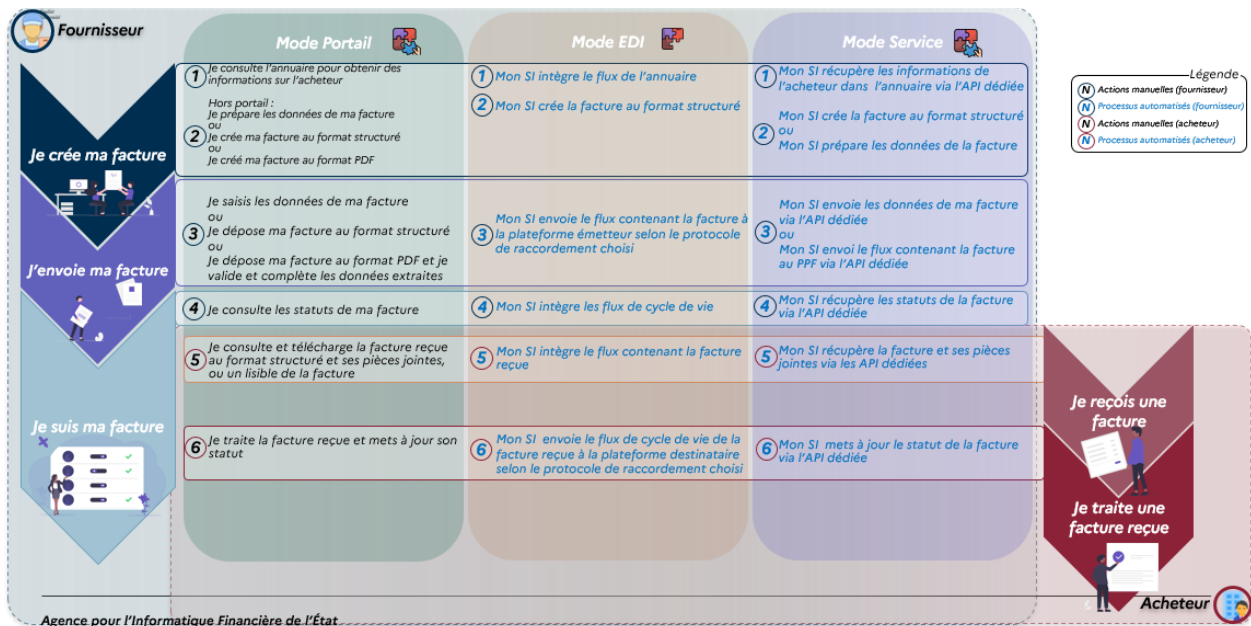 Fournisseur
Mode Portail
Mode EDI
Mode Service
Légende
N Actions manuelles (fournisseur)
N Processus automatisés (fournisseur)
N Actions manuelles (acheteur)
N Processus automatisés (acheteur)
Je crée ma facture
1 Je consulte l'annuaire pour obtenir des
informations sur l'acheteur
Hors portail :
Je prépare les données de ma facture
ou
2 Je crée ma facture au format structuré
ou
Je créé ma facture au format PDF
1 Mon SI intègre le flux de l'annuaire
2 Mon SI crée la facture au format structuré
1 Mon SI récupère les informations de
l'acheteur dans l'annuaire via l'API dédiée
Mon SI crée la facture au format structuré
2 ou
Mon SI prépare les données de la facture
J'envoie ma facture
Je saisis les données de ma facture
ou
3 Je dépose ma facture au format structuré
ou
Je dépose ma facture au format PDF et je
valide et complète les données extraites
Mon SI envoie le flux contenant la facture à
3 la plateforme émetteur selon le protocole
de raccordement choisi
Mon SI envoie les données de ma facture
via l'API dédiée
3 ou
Mon SI envoi le flux contenant la facture
au PPF via l'API dédiée
4 Je consulte les statuts de ma facture
4 Mon SI intègre les flux de cycle de vie
4 Mon SI récupère les statuts de la facture
via l'API dédiée
Je suis ma facture
Je consulte et télécharge la facture reçue
5 au format structuré et ses pièces jointes,
ou un lisible de la facture
5 Mon SI intègre le flux contenant la facture
reçue
5 Mon SI récupère la facture et ses pièces
jointes via les API dédiées
Je reçois une
facture
6 Je traite la facture reçue et mets à jour son
statut
Mon SI envoie le flux de cycle de vie de la
6 facture reçue à la plateforme destinataire
selon le protocole de raccordement choisi
6 Mon SI mets à jour le statut de la facture
via l'API dédiée
Je traite une
facture reçue
Acheteur
Agence pour l'Informatique Financière de l'État